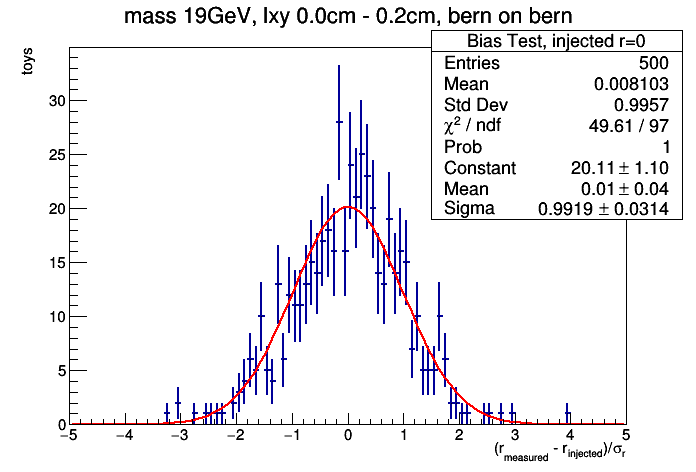 mass 19GeV, lxy 0.0cm - 0.2cm, bern on bern
toys
Bias Test, injected r=0
Entries 500
Mean 0.008103
Std Dev 0.9957
χ² / ndf 49.61 / 97
Prob 1
Constant 20.11 ± 1.10
Mean 0.01 ± 0.04
Sigma 0.9919 ± 0.0314
30
25
20
15
10
5
0
−5 −4 −3 −2 −1 0 1 2 3 4 5
(r_measured - r_injected)/σ_r